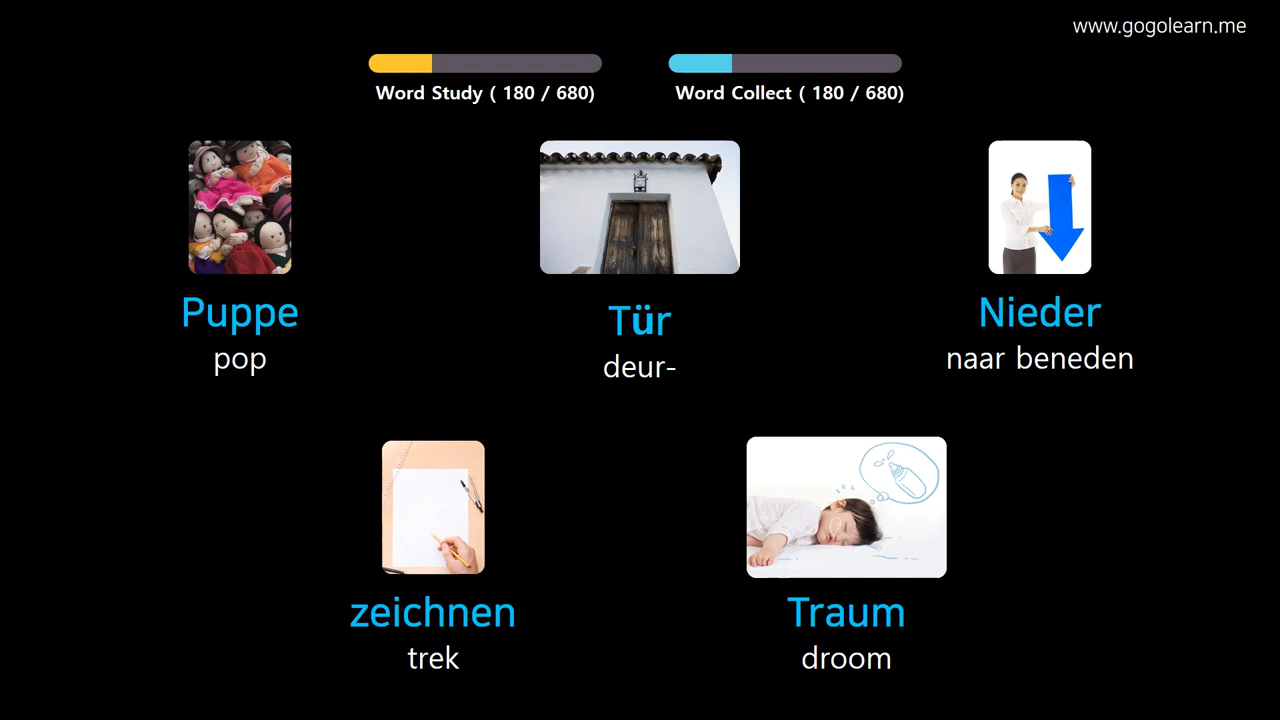 www.gogolearn.me
Word Study ( 180 / 680)
Word Collect ( 180 / 680)
Puppe
pop
Tür
deur-
Nieder
naar beneden
zeichnen
trek
Traum
droom